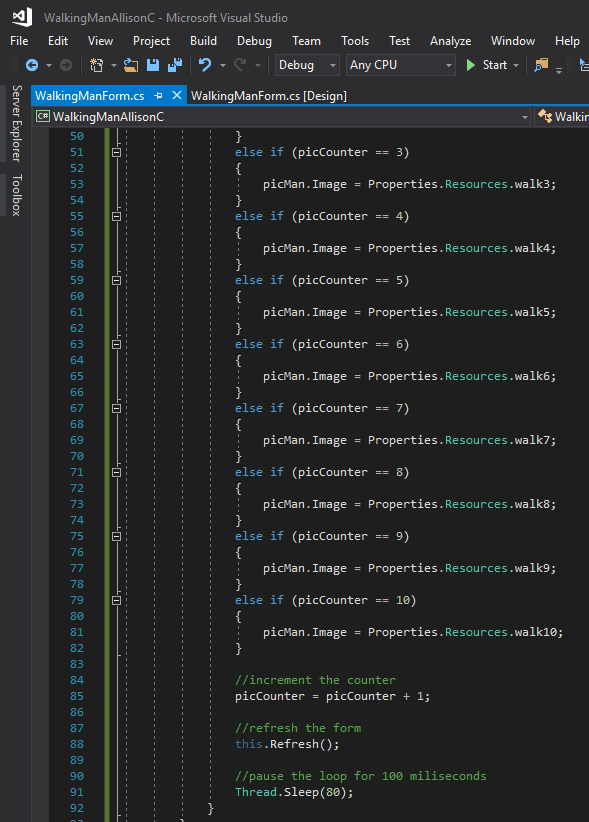 WalkingManAllisonC - Microsoft Visual Studio
File Edit View Project Build Debug Team Tools Test Analyze Window Help
Debug Any CPU Start
WalkingManForm.cs WalkingManForm.cs [Design]
C# WalkingManAllisonC Walkin
Server Explorer
Toolbox
50 }
51 else if (picCounter == 3)
52 {
53 picMan.Image = Properties.Resources.walk3;
54 }
55 else if (picCounter == 4)
56 {
57 picMan.Image = Properties.Resources.walk4;
58 }
59 else if (picCounter == 5)
60 {
61 picMan.Image = Properties.Resources.walk5;
62 }
63 else if (picCounter == 6)
64 {
65 picMan.Image = Properties.Resources.walk6;
66 }
67 else if (picCounter == 7)
68 {
69 picMan.Image = Properties.Resources.walk7;
70 }
71 else if (picCounter == 8)
72 {
73 picMan.Image = Properties.Resources.walk8;
74 }
75 else if (picCounter == 9)
76 {
77 picMan.Image = Properties.Resources.walk9;
78 }
79 else if (picCounter == 10)
80 {
81 picMan.Image = Properties.Resources.walk10;
82 }
83
84 //increment the counter
85 picCounter = picCounter + 1;
86
87 //refresh the form
88 this.Refresh();
89
90 //pause the loop for 100 miliseconds
91 Thread.Sleep(80);
92 }